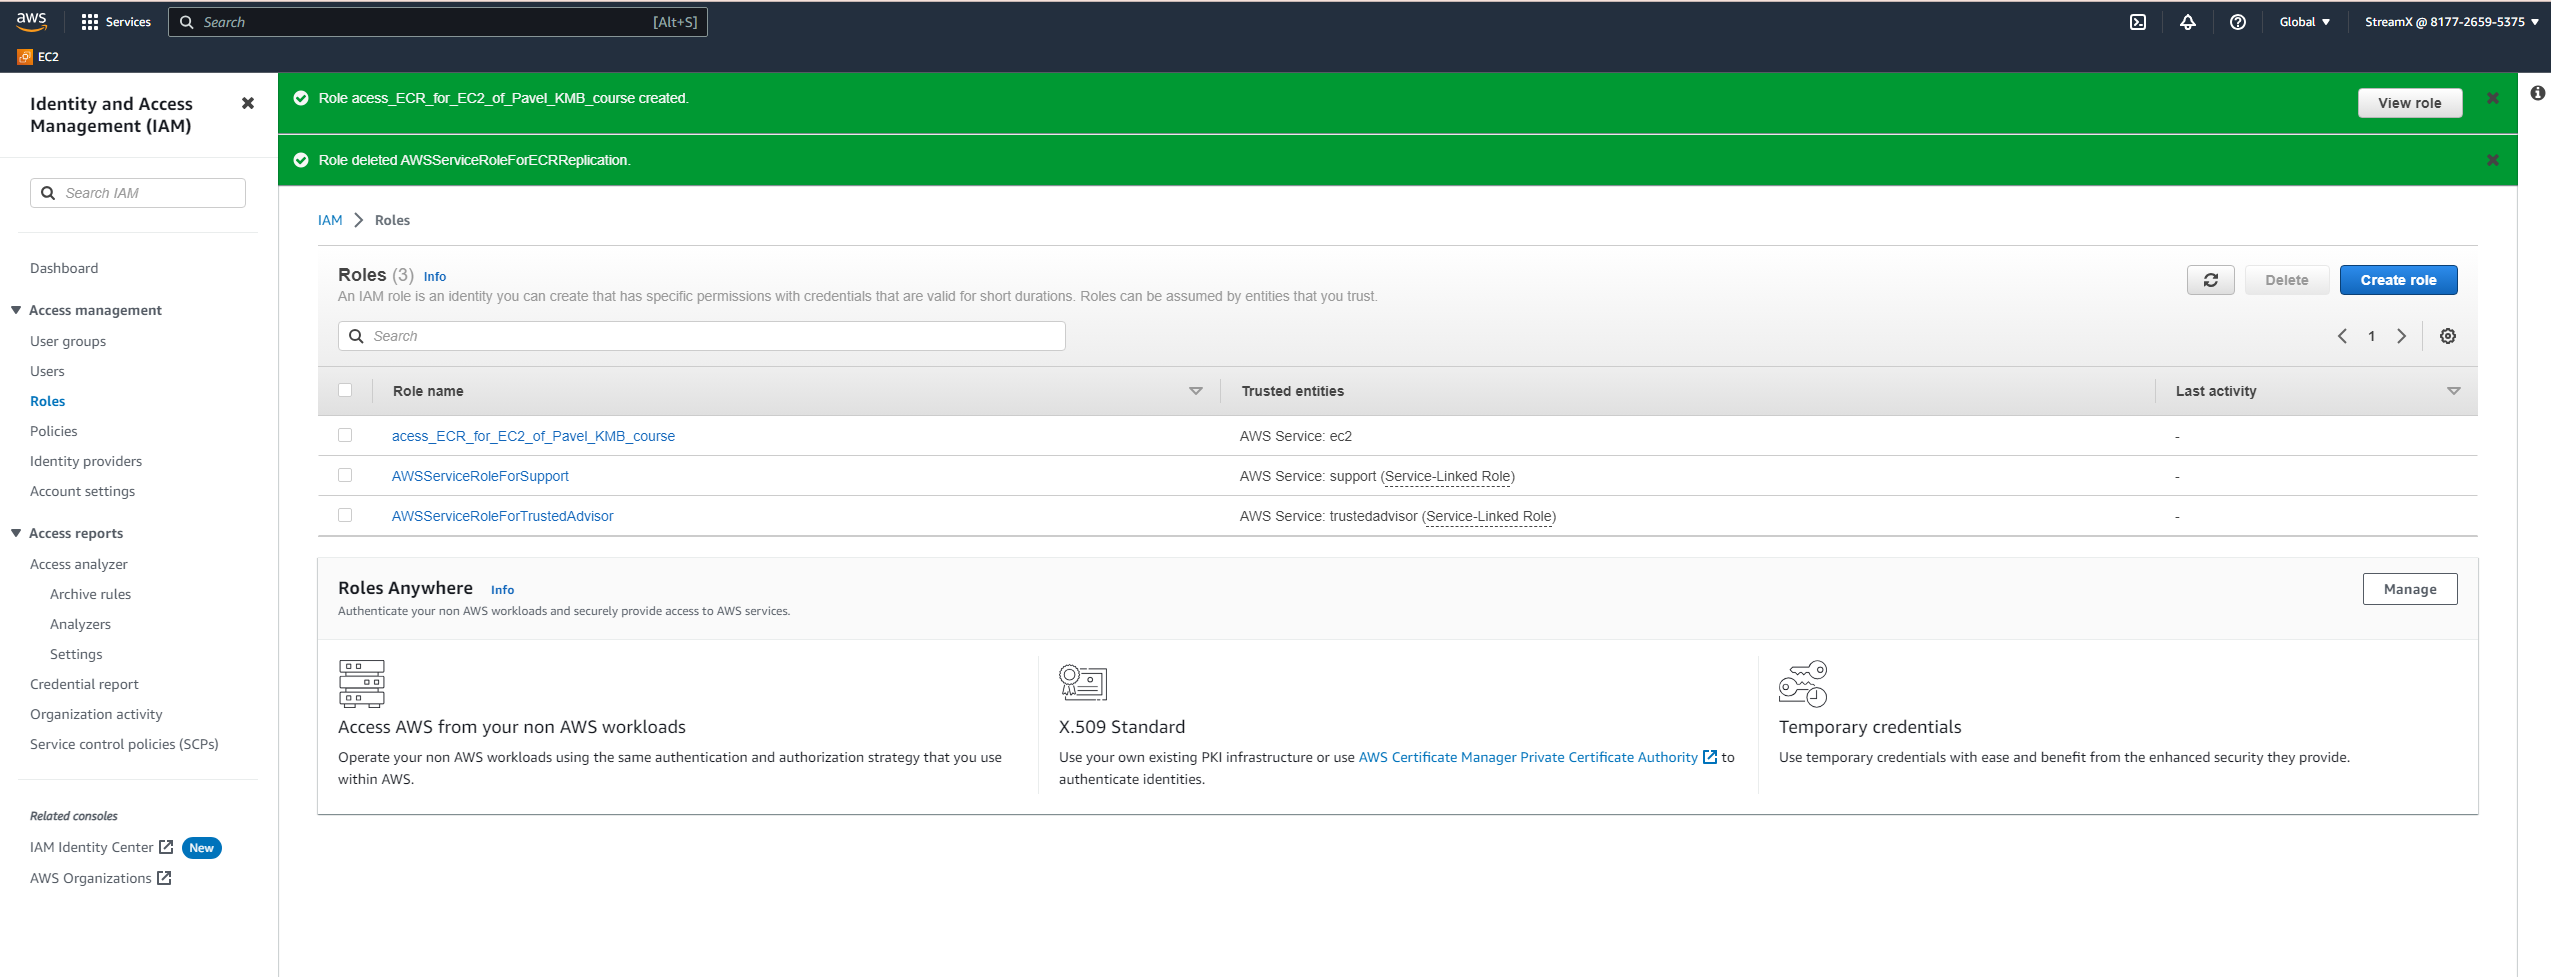 aws
Services
Search
[Alt+S]
Global
StreamX @ 8177-2659-5375
EC2
Identity and Access
Management (IAM)
Search IAM
Dashboard
Access management
User groups
Users
Roles
Policies
Identity providers
Account settings
Access reports
Access analyzer
Archive rules
Analyzers
Settings
Credential report
Organization activity
Service control policies (SCPs)
Related consoles
IAM Identity Center New
AWS Organizations
Role acess_ECR_for_EC2_of_Pavel_KMB_course created.
View role
Role deleted AWSServiceRoleForECRReplication.
IAM Roles
Roles (3) Info
An IAM role is an identity you can create that has specific permissions with credentials that are valid for short durations. Roles can be assumed by entities that you trust.
Delete
Create role
Search
1
Role name Trusted entities Last activity
acess_ECR_for_EC2_of_Pavel_KMB_course AWS Service: ec2 -
AWSServiceRoleForSupport AWS Service: support (Service-Linked Role) -
AWSServiceRoleForTrustedAdvisor AWS Service: trustedadvisor (Service-Linked Role) -
Roles Anywhere Info
Authenticate your non AWS workloads and securely provide access to AWS services.
Manage
Access AWS from your non AWS workloads
Operate your non AWS workloads using the same authentication and authorization strategy that you use
within AWS.
X.509 Standard
Use your own existing PKI infrastructure or use AWS Certificate Manager Private Certificate Authority to
authenticate identities.
Temporary credentials
Use temporary credentials with ease and benefit from the enhanced security they provide.